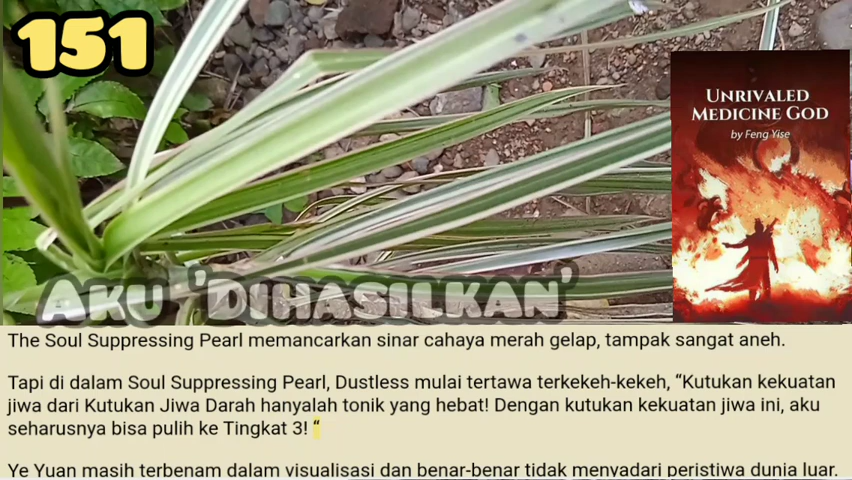 151
UNRIVALED
MEDICINE GOD
by Feng Yise
AKU 'DIHASILKAN'
The Soul Suppressing Pearl memancarkan sinar cahaya merah gelap, tampak sangat aneh.
Tapi di dalam Soul Suppressing Pearl, Dustless mulai tertawa terkekeh-kekeh, “Kutukan kekuatan
jiwa dari Kutukan Jiwa Darah hanyalah tonik yang hebat! Dengan kutukan kekuatan jiwa ini, aku
seharusnya bisa pulih ke Tingkat 3! “
Ye Yuan masih terbenam dalam visualisasi dan benar-benar tidak menyadari peristiwa dunia luar.